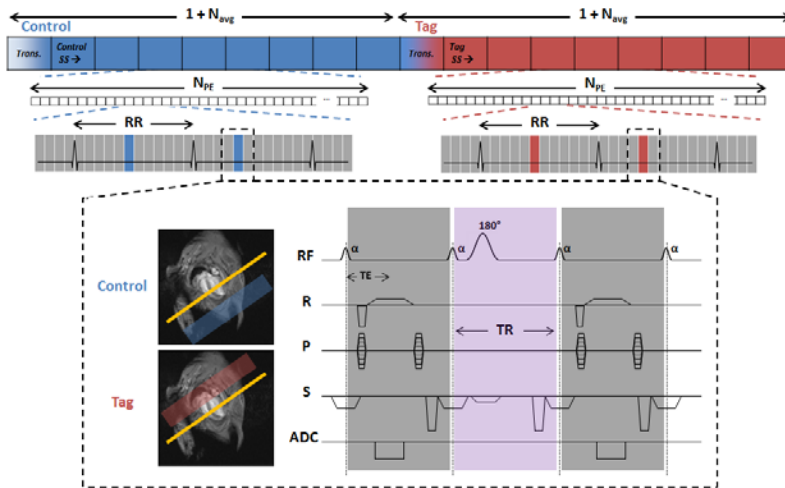 1 + Navg
1 + Navg
Control
Tag
Trans.
Control SS →
Trans.
Tag SS →
NPE
NPE
...
...
RR
RR
Control
Tag
RF
α
180°
α
α
α
TE
R
TR
P
S
ADC